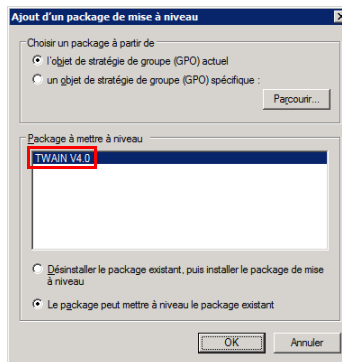 Ajout d'un package de mise à niveau
Choisir un package à partir de
l'objet de stratégie de groupe (GPO) actuel
un objet de stratégie de groupe (GPO) spécifique :
Parcourir...
Package à mettre à niveau
TWAIN V4.0
Désinstaller le package existant, puis installer le package de mise
à niveau
Le package peut mettre à niveau le package existant
OK
Annuler